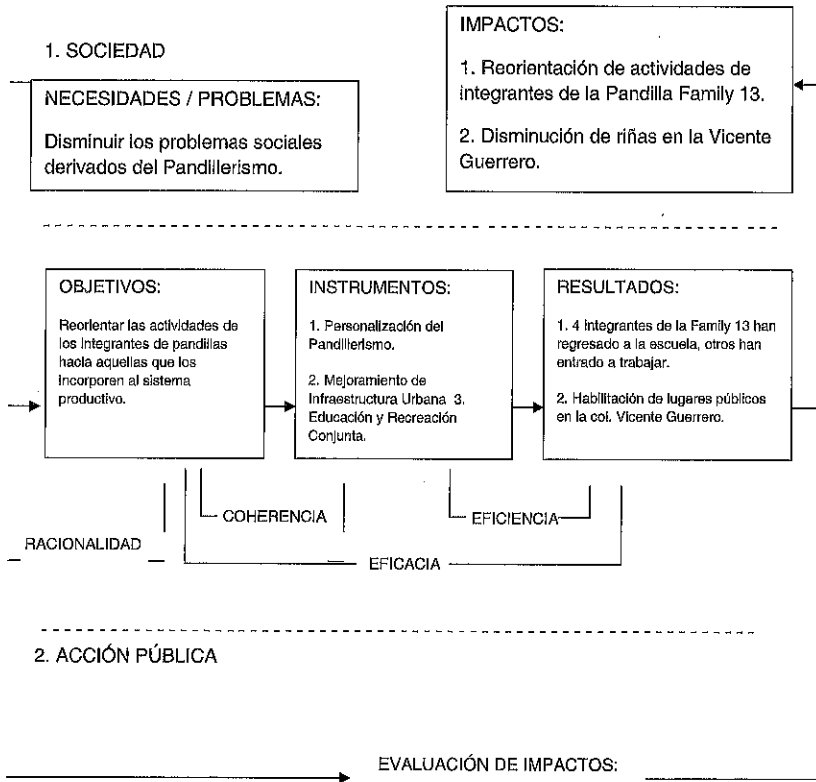 1. SOCIEDAD
NECESIDADES / PROBLEMAS:
Disminuir los problemas sociales
derivados del Pandillerismo.
IMPACTOS:
1. Reorientación de actividades de
integrantes de la Pandilla Family 13.
2. Disminución de riñas en la Vicente
Guerrero.
OBJETIVOS:
Reorientar las actividades de
los integrantes de pandillas
hacia aquellas que los
incorporen al sistema
productivo.
INSTRUMENTOS:
1. Personalización del
Pandillerismo.
2. Mejoramiento de
Infraestructura Urbana 3.
Educación y Recreación
Conjunta.
RESULTADOS:
1. 4 integrantes de la Family 13 han
regresado a la escuela, otros han
entrado a trabajar.
2. Habilitación de lugares públicos
en la col. Vicente Guerrero.
COHERENCIA
EFICIENCIA
RACIONALIDAD
EFICACIA
2. ACCIÓN PÚBLICA
EVALUACIÓN DE IMPACTOS: